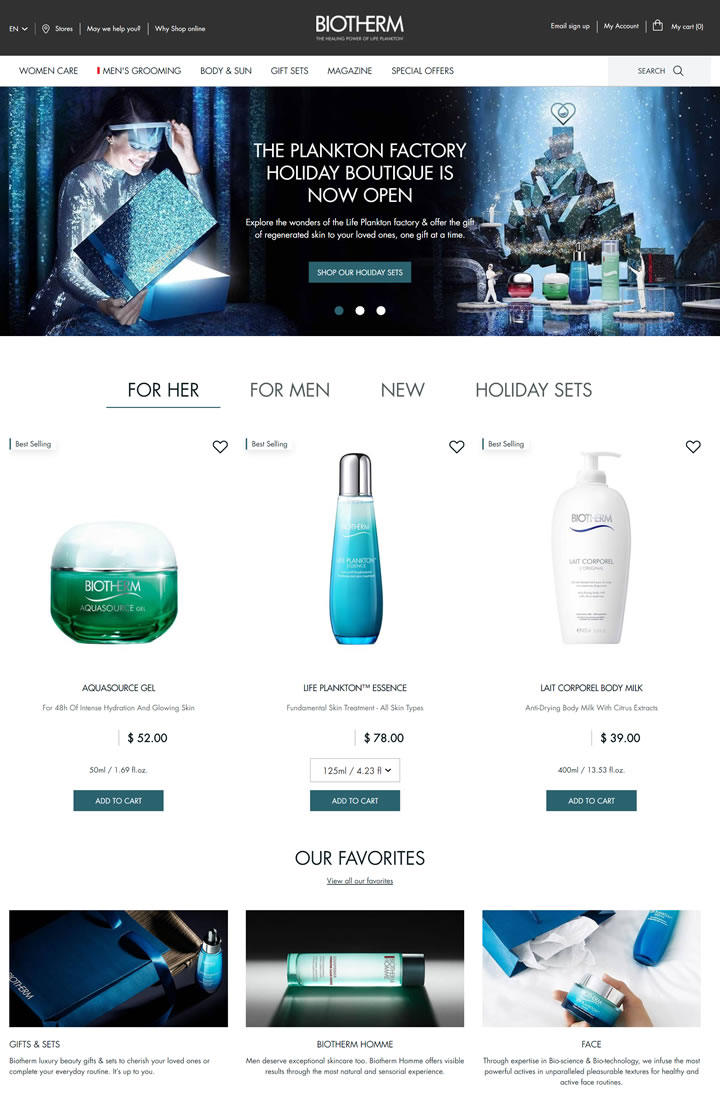 EN
Stores
May we help you?
Why Shop online
BIOTHERM
THE HEALING POWER OF LIFE PLANKTON
Email sign up
My Account
My cart (0)
WOMEN CARE
MEN'S GROOMING
BODY & SUN
GIFT SETS
MAGAZINE
SPECIAL OFFERS
SEARCH
THE PLANKTON FACTORY
HOLIDAY BOUTIQUE IS
NOW OPEN
Explore the wonders of the Life Plankton factory & offer the gift
of regenerated skin to your loved ones, one gift at a time.
SHOP OUR HOLIDAY SETS
FOR HER
FOR MEN
NEW
HOLIDAY SETS
Best Selling
Best Selling
Best Selling
BIOTHERM
AQUASOURCE GEL
BIOTHERM
LIFE PLANKTON™
ESSENCE
BIOTHERM
LAIT CORPOREL
L'ORIGINAL
AQUASOURCE GEL
For 48h Of Intense Hydration And Glowing Skin
$ 52.00
50ml / 1.69 fl.oz.
ADD TO CART
LIFE PLANKTON™ ESSENCE
Fundamental Skin Treatment - All Skin Types
$ 78.00
125ml / 4.23 fl
ADD TO CART
LAIT CORPOREL BODY MILK
Anti-Drying Body Milk With Citrus Extracts
$ 39.00
400ml / 13.53 fl.oz.
ADD TO CART
OUR FAVORITES
View all our favorites
BIOTHERM
BIOTHERM
HOMME
BIOTHERM
GIFTS & SETS
Biotherm luxury beauty gifts & sets to cherish your loved ones or
complete your everyday routine. It's up to you.
BIOTHERM HOMME
Men deserve exceptional skincare too. Biotherm Homme offers visible
results through the most natural and sensorial experience.
FACE
Through expertise in Bio-science & Bio-technology, we infuse the most
powerful actives in unparalleled pleasurable textures for healthy and
active face routines.